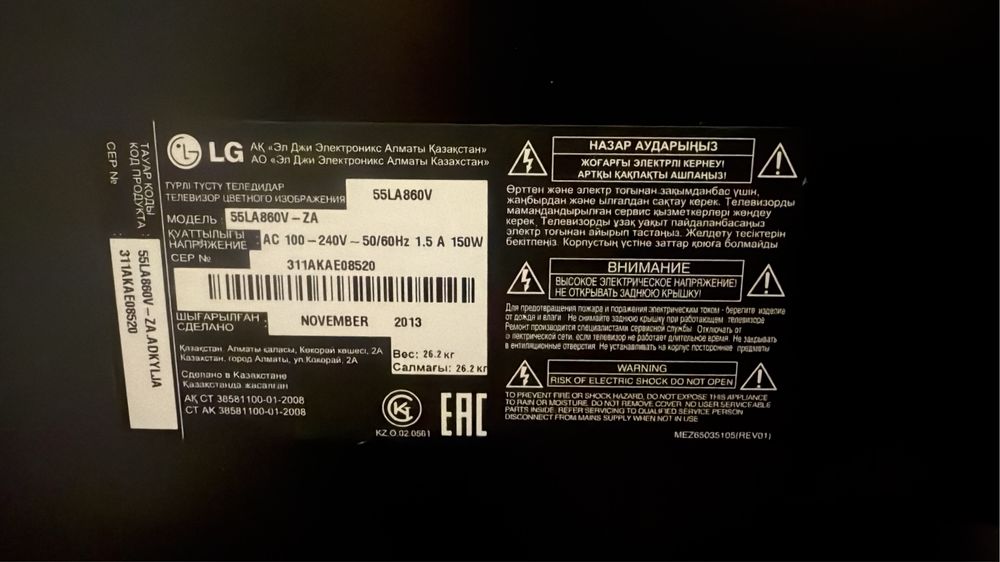 ТАУАР КОДЫ
КОД ПРОДУКТА :
СЕР №
55LA860V-ZA.ADKYLJA
311AKAE08520
LG
АҚ «Эл Джи Электроникс Алматы Қазақстан»
АО «Эл Джи Электроникс Алматы Казахстан»
ТҮРЛІ ТҮСТҮ ТЕЛЕДИДАР
ТЕЛЕВИЗОР ЦВЕТНОГО ИЗОБРАЖЕНИЯ
55LA860V
МОДЕЛЬ : 55LA860V-ZA
ҚУАТТЫЛЫҒЫ
НАПРЯЖЕНИЕ : AC 100-240V~50/60Hz 1.5 A 150W
СЕР № 311AKAE08520
ШЫҒАРЫЛҒАН
СДЕЛАНО : NOVEMBER 2013
Қазақстан, Алматы қаласы, Көкорай көшесі, 2А
Казахстан, город Алматы, ул.Кокорай, 2А
Вес: 26.2 кг
Салмағы: 26.2 кг
Сделано в Казахстане
Қазақстанда жасалған
АҚ СТ 38581100-01-2008
СТ АК 38581100-01-2008
KZ.O.02.0501
EAC
НАЗАР АУДАРЫҢЫЗ
ЖОҒАРҒЫ ЭЛЕКТРЛІ КЕРНЕУ!
АРТҚЫ ҚАҚПАҚТЫ АШПАҢЫЗ!
Өрттен және электр тоғынан зақымданбас үшін,
жаңбырдан және ылғалдан сақтау керек. Телевизорды
мамандандырылған сервис қызметкерлері жөндеу
керек. Телевизорды ұзақ уақыт пайдаланбасаңыз,
электр тоғынан айырып тастаңыз. Желдету тесіктерін
бекітпеңіз. Корпустың үстіне заттар қоюға болмайды
ВНИМАНИЕ
ВЫСОКОЕ ЭЛЕКТРИЧЕСКОЕ НАПРЯЖЕНИЕ!
НЕ ОТКРЫВАТЬ ЗАДНЮЮ КРЫШКУ!
Для предотвращения пожара и поражения электрическим током - берегите изделие
от дождя и влаги Не снимайте заднюю крышку при работающем телевизоре
Ремонт производится специалистами сервисной службы Отключать от
электрической сети, если телевизор не работает длительное время. Не закрывать
вентиляционные отверстия. Не устанавливать на корпус посторонние предметы
WARNING
RISK OF ELECTRIC SHOCK DO NOT OPEN
TO PREVENT FIRE OR SHOCK HAZARD, DO NOT EXPOSE THIS APPLIANCE
TO RAIN OR MOISTURE. DO NOT REMOVE COVER NO USER SERVICEABLE
PARTS INSIDE. REFER SERVICING TO QUALIFIED SERVICE PERSON
DISCONNECT FROM MAINS SUPPLY WHEN NOT IN USE
MEZ65035105(REV01)